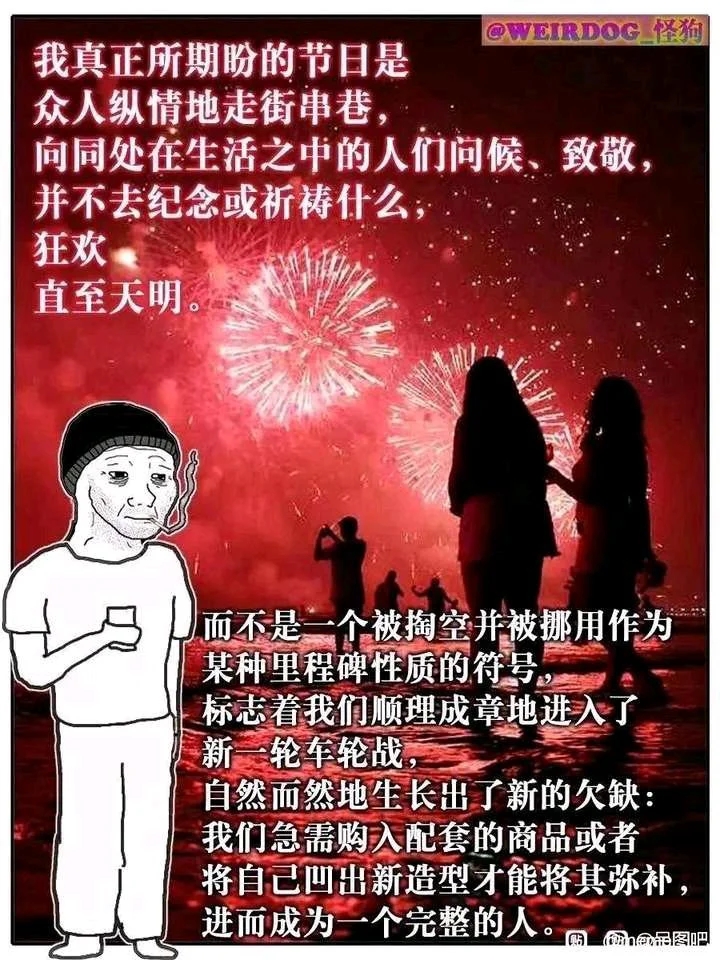 @WEIRDOG_怪狗
我真正所期盼的节日是
众人纵情地走街串巷，
向同处在生活之中的人们问候、致敬，
并不去纪念或祈祷什么，
狂欢
直至天明。
而不是一个被掏空并被挪用作为
某种里程碑性质的符号，
标志着我们顺理成章地进入了
新一轮车轮战，
自然而然地生长出了新的欠缺：
我们急需购入配套的商品或者
将自己凹出新造型才能将其弥补，
进而成为一个完整的人。